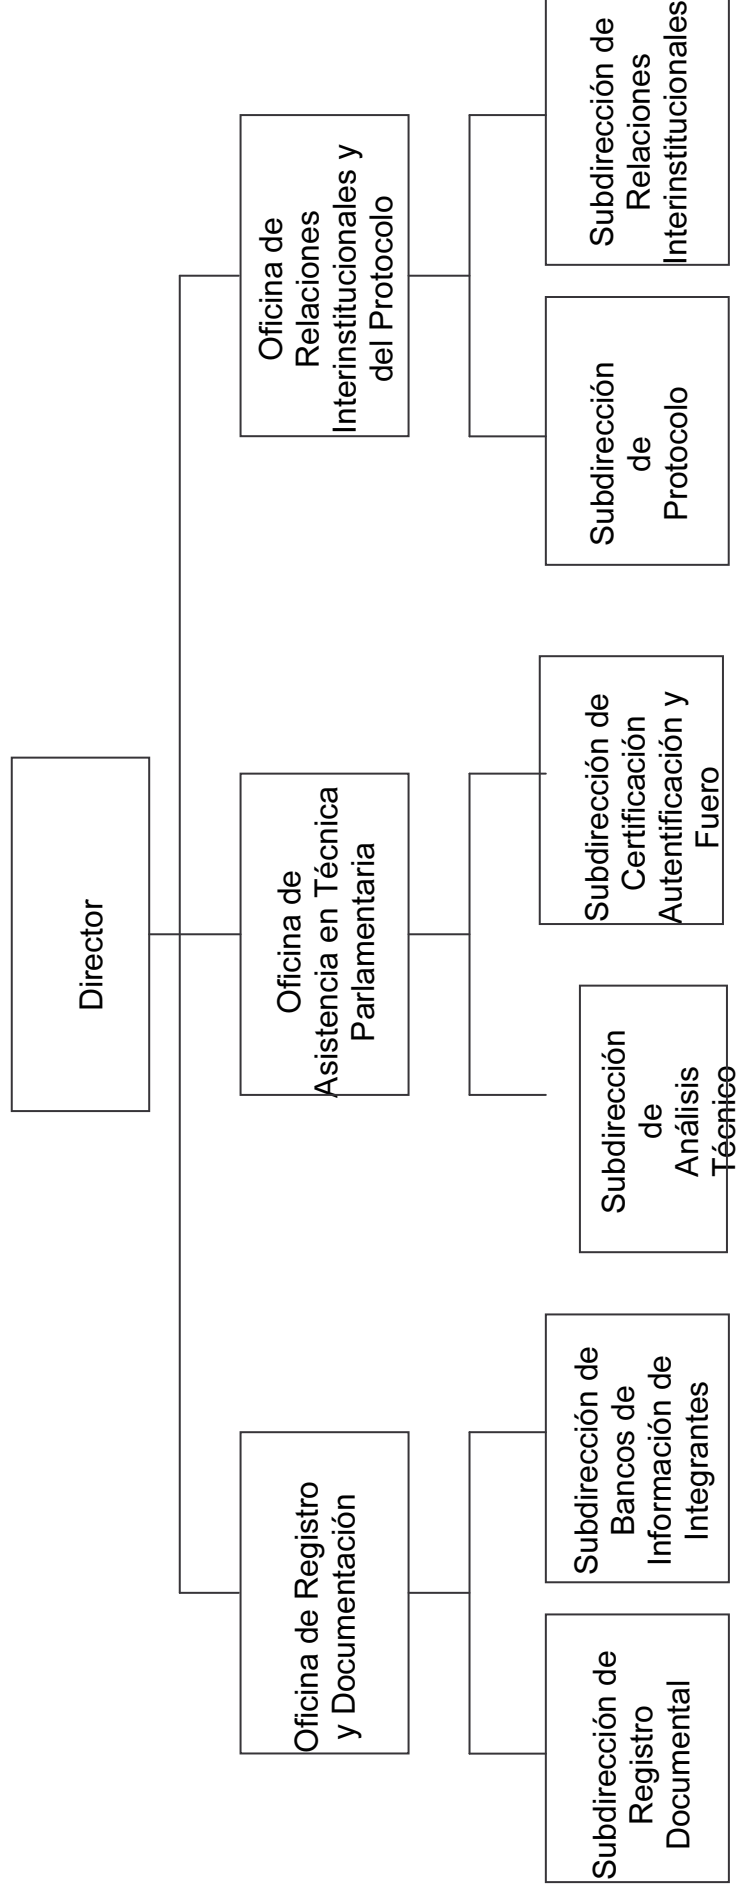 Director
Oficina de Registro
y Documentación
Oficina de
Asistencia en Técnica
Parlamentaria
Oficina de
Relaciones
Interinstitucionales y
del Protocolo
Subdirección de
Registro
Documental
Subdirección de
Bancos de
Información de
Integrantes
Subdirección
de
Análisis
Técnico
Subdirección de
Certificación
Autentificación y
Fuero
Subdirección
de
Protocolo
Subdirección de
Relaciones
Interinstitucionales